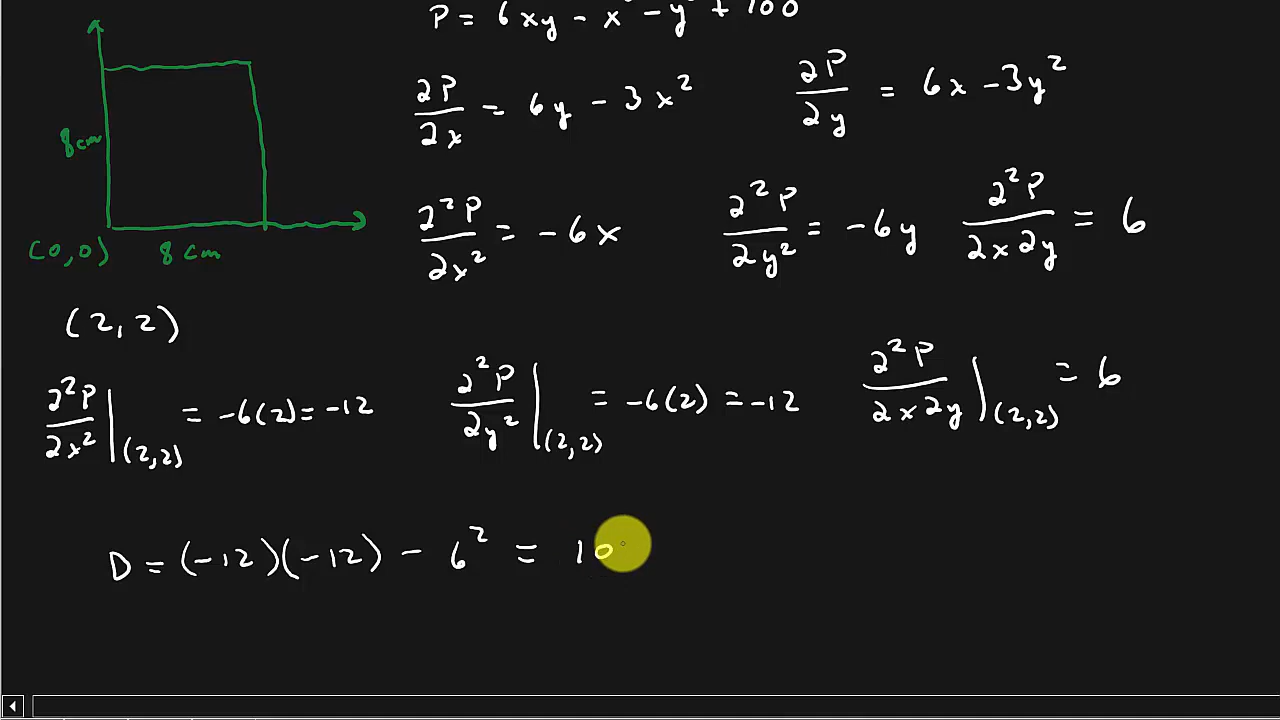 P = 6xy - x - y + 100
∂P/∂x = 6y - 3x² ∂P/∂y = 6x - 3y²
8cm
∂²P/∂x² = -6x ∂²P/∂y² = -6y ∂²P/∂x∂y = 6
(0,0) 8cm
(2,2)
∂²P/∂x² |(2,2) = -6(2) = -12 ∂²P/∂y² |(2,2) = -6(2) = -12 ∂²P/∂x∂y |(2,2) = 6
D = (-12)(-12) - 6² = 10